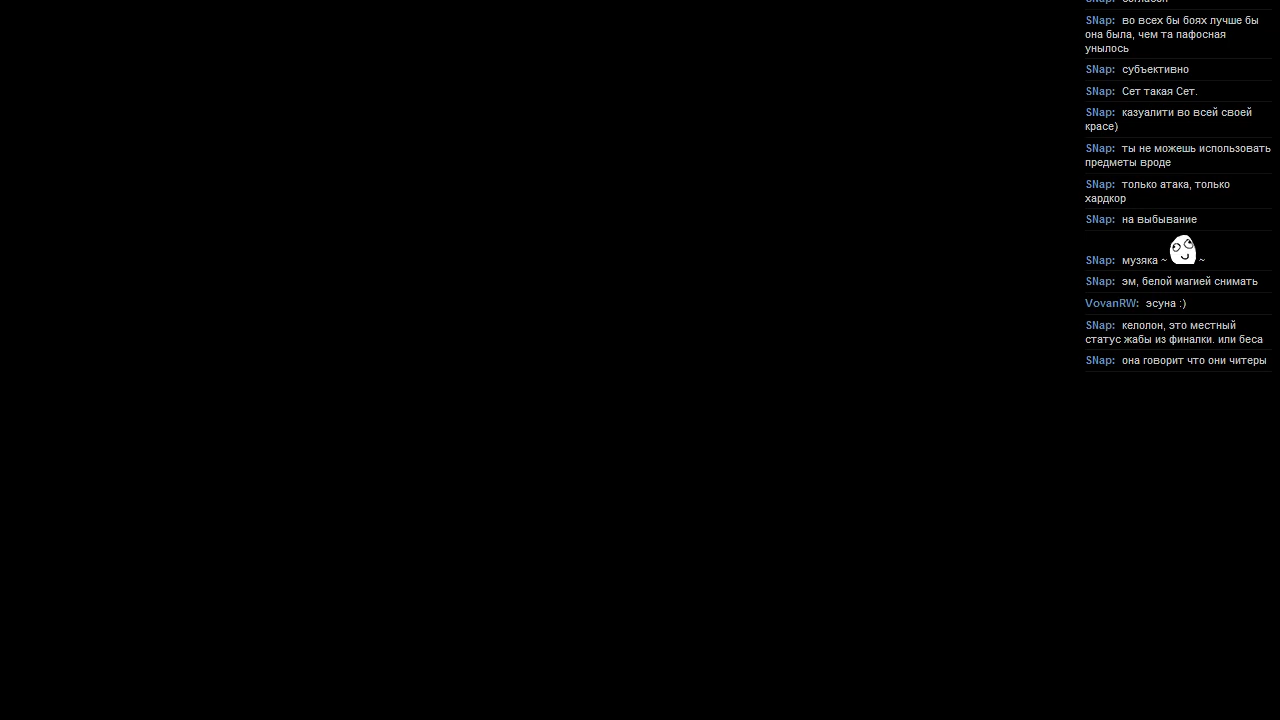 SNap: согласен
SNap: во всех бы боях лучше бы
она была, чем та пафосная
унылось
SNap: субъективно
SNap: Сет такая Сет.
SNap: казуалити во всей своей
красе)
SNap: ты не можешь использовать
предметы вроде
SNap: только атака, только
хардкор
SNap: на выбывание
SNap: музяка ~ ~
SNap: эм, белой магией снимать
VovanRW: эсуна :)
SNap: келолон, это местный
статус жабы из финалки. или беса
SNap: она говорит что они читеры